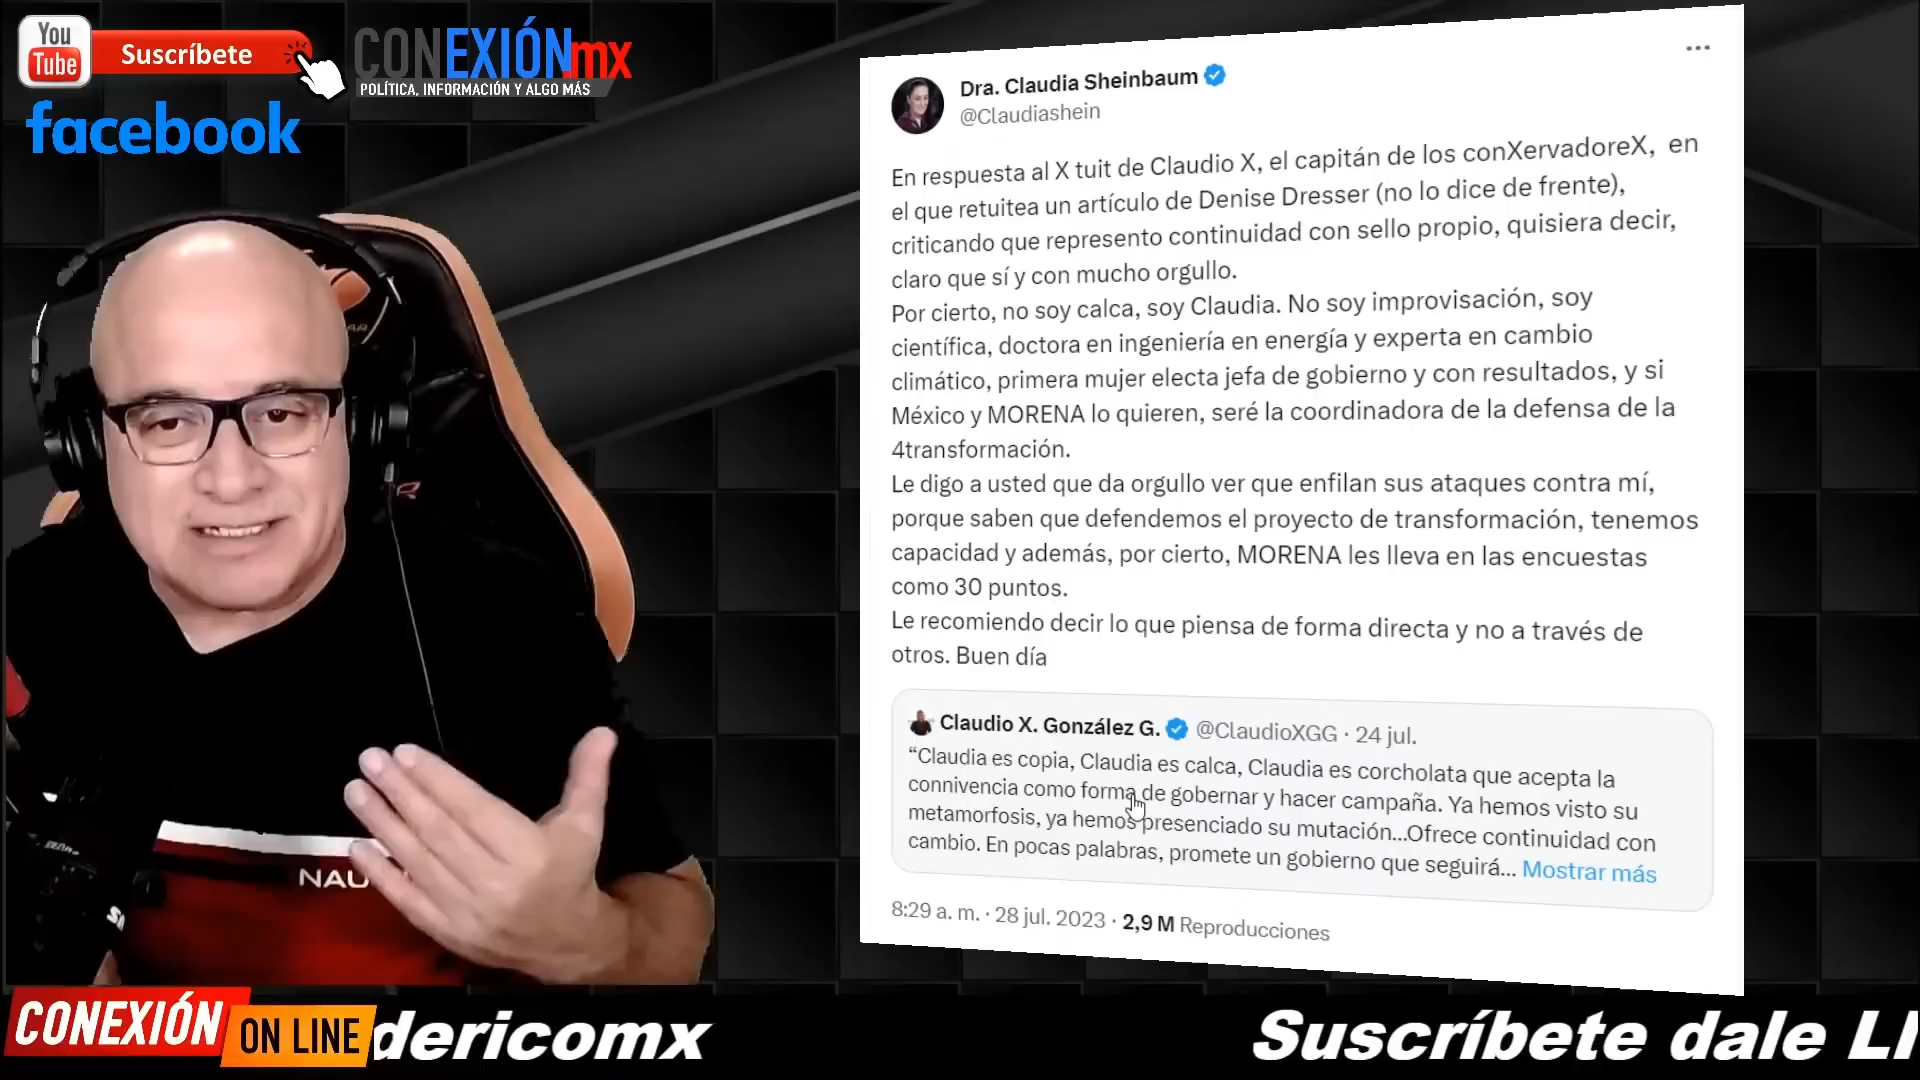 You
Tube
Suscríbete
CONEXIÓN.mx
POLÍTICA, INFORMACIÓN Y ALGO MÁS
facebook
Dra. Claudia Sheinbaum
@Claudiashein
En respuesta al X tuit de Claudio X, el capitán de los conXervadoreX, en
el que retuitea un artículo de Denise Dresser (no lo dice de frente),
criticando que represento continuidad con sello propio, quisiera decir,
claro que sí y con mucho orgullo.
Por cierto, no soy calca, soy Claudia. No soy improvisación, soy
científica, doctora en ingeniería en energía y experta en cambio
climático, primera mujer electa jefa de gobierno y con resultados, y si
México y MORENA lo quieren, seré la coordinadora de la defensa de la
4transformación.
Le digo a usted que da orgullo ver que enfilan sus ataques contra mí,
porque saben que defendemos el proyecto de transformación, tenemos
capacidad y además, por cierto, MORENA les lleva en las encuestas
como 30 puntos.
Le recomiendo decir lo que piensa de forma directa y no a través de
otros. Buen día
Claudio X. González G. @ClaudioXGG · 24 jul.
“Claudia es copia, Claudia es calca, Claudia es corcholata que acepta la
connivencia como forma de gobernar y hacer campaña. Ya hemos visto su
metamorfosis, ya hemos presenciado su mutación...Ofrece continuidad con
cambio. En pocas palabras, promete un gobierno que seguirá... Mostrar más
8:29 a. m. · 28 jul. 2023 · 2,9 M Reproducciones
NAU
CONEXIÓN
ON LINE
dericomx
Suscríbete dale LI